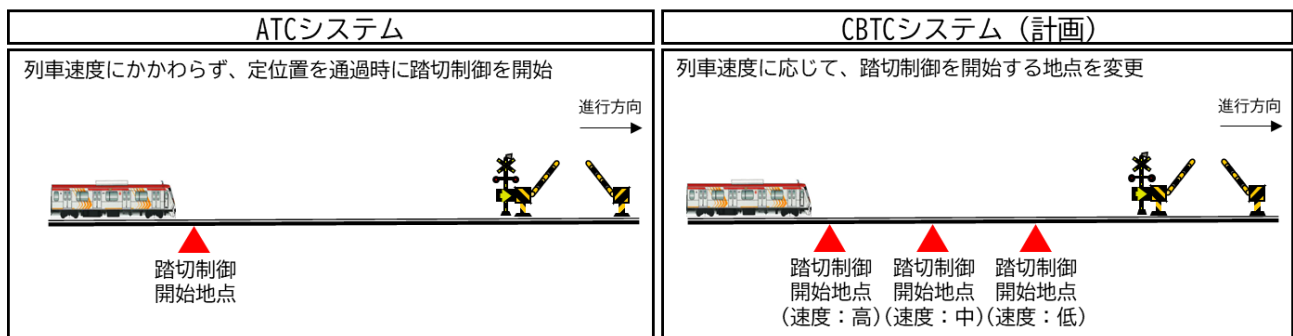 ATCシステム
列車速度にかかわらず、定位置を通過時に踏切制御を開始
進行方向
踏切制御
開始地点
CBTCシステム（計画）
列車速度に応じて、踏切制御を開始する地点を変更
進行方向
踏切制御
開始地点
(速度：高)
踏切制御
開始地点
(速度：中)
踏切制御
開始地点
(速度：低)